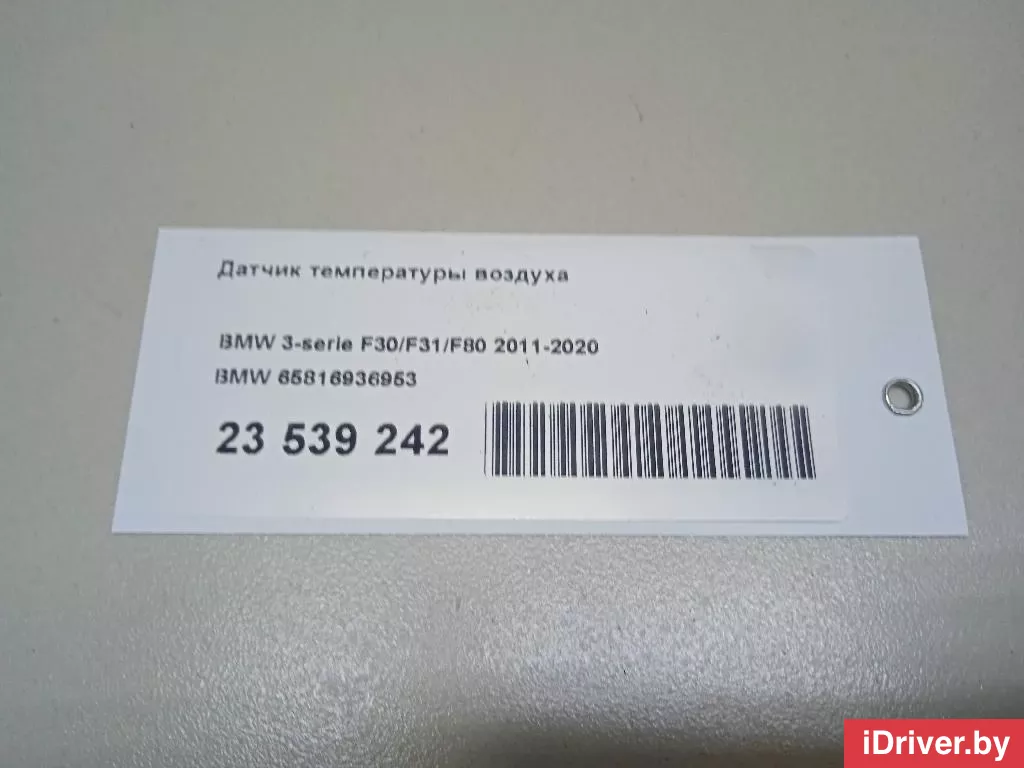 Датчик температуры воздуха
BMW 3-serie F30/F31/F80 2011-2020
BMW 65816936953
23 539 242
iDriver.by